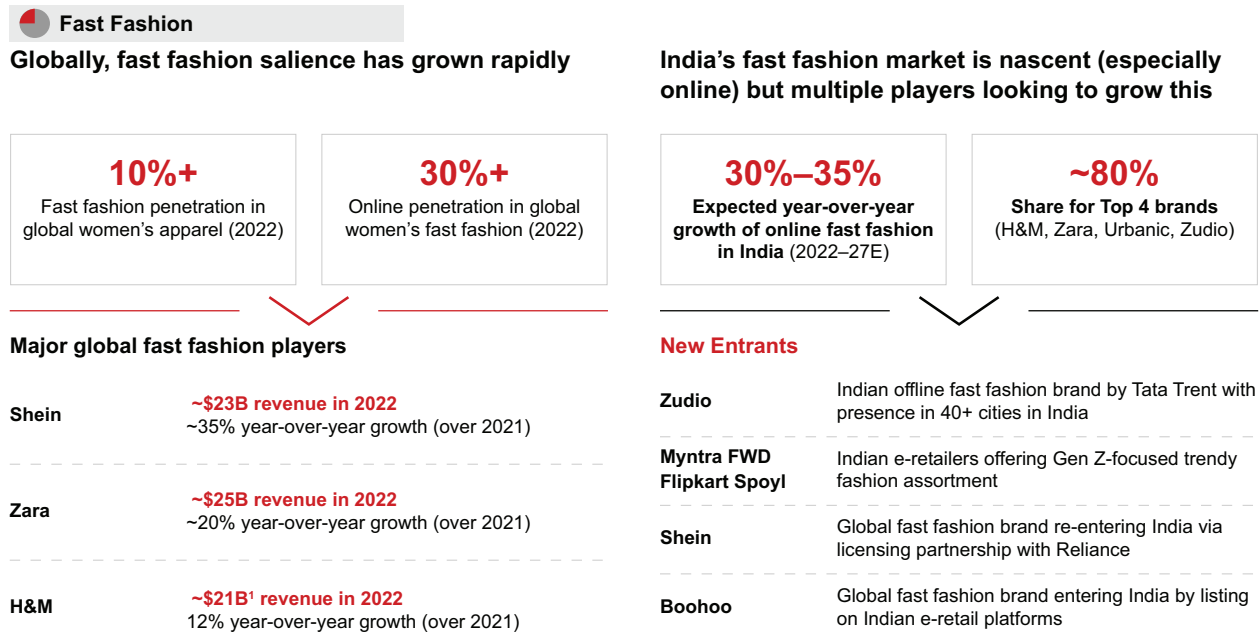 Fast Fashion
Globally, fast fashion salience has grown rapidly
10%+
Fast fashion penetration in
global women's apparel (2022)
30%+
Online penetration in global
women's fast fashion (2022)
Major global fast fashion players
Shein
~$23B revenue in 2022
~35% year-over-year growth (over 2021)
Zara
~$25B revenue in 2022
~20% year-over-year growth (over 2021)
H&M
~$21B¹ revenue in 2022
12% year-over-year growth (over 2021)
India's fast fashion market is nascent (especially
online) but multiple players looking to grow this
30%–35%
Expected year-over-year
growth of online fast fashion
in India (2022–27E)
~80%
Share for Top 4 brands
(H&M, Zara, Urbanic, Zudio)
New Entrants
Zudio
Indian offline fast fashion brand by Tata Trent with
presence in 40+ cities in India
Myntra FWD
Flipkart Spoyl
Indian e-retailers offering Gen Z-focused trendy
fashion assortment
Shein
Global fast fashion brand re-entering India via
licensing partnership with Reliance
Boohoo
Global fast fashion brand entering India by listing
on Indian e-retail platforms